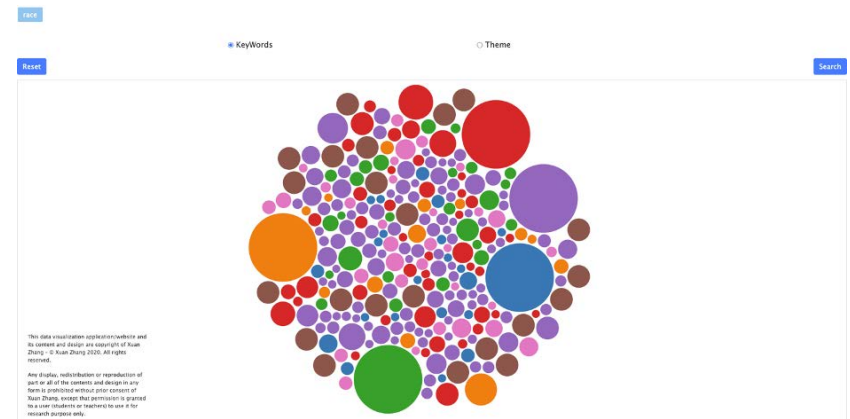 race
KeyWords
Theme
Reset
Search
This data visualization application/website and
its content and design are copyright of Xuan
Zhang - © Xuan Zhang 2020. All rights
reserved.
Any display, redistribution or reproduction of
part or all of the contents and design in any
form is prohibited without prior consent of
Xuan Zhang, except that permission is granted
to a user (students or teachers) to use it for
research purpose only.